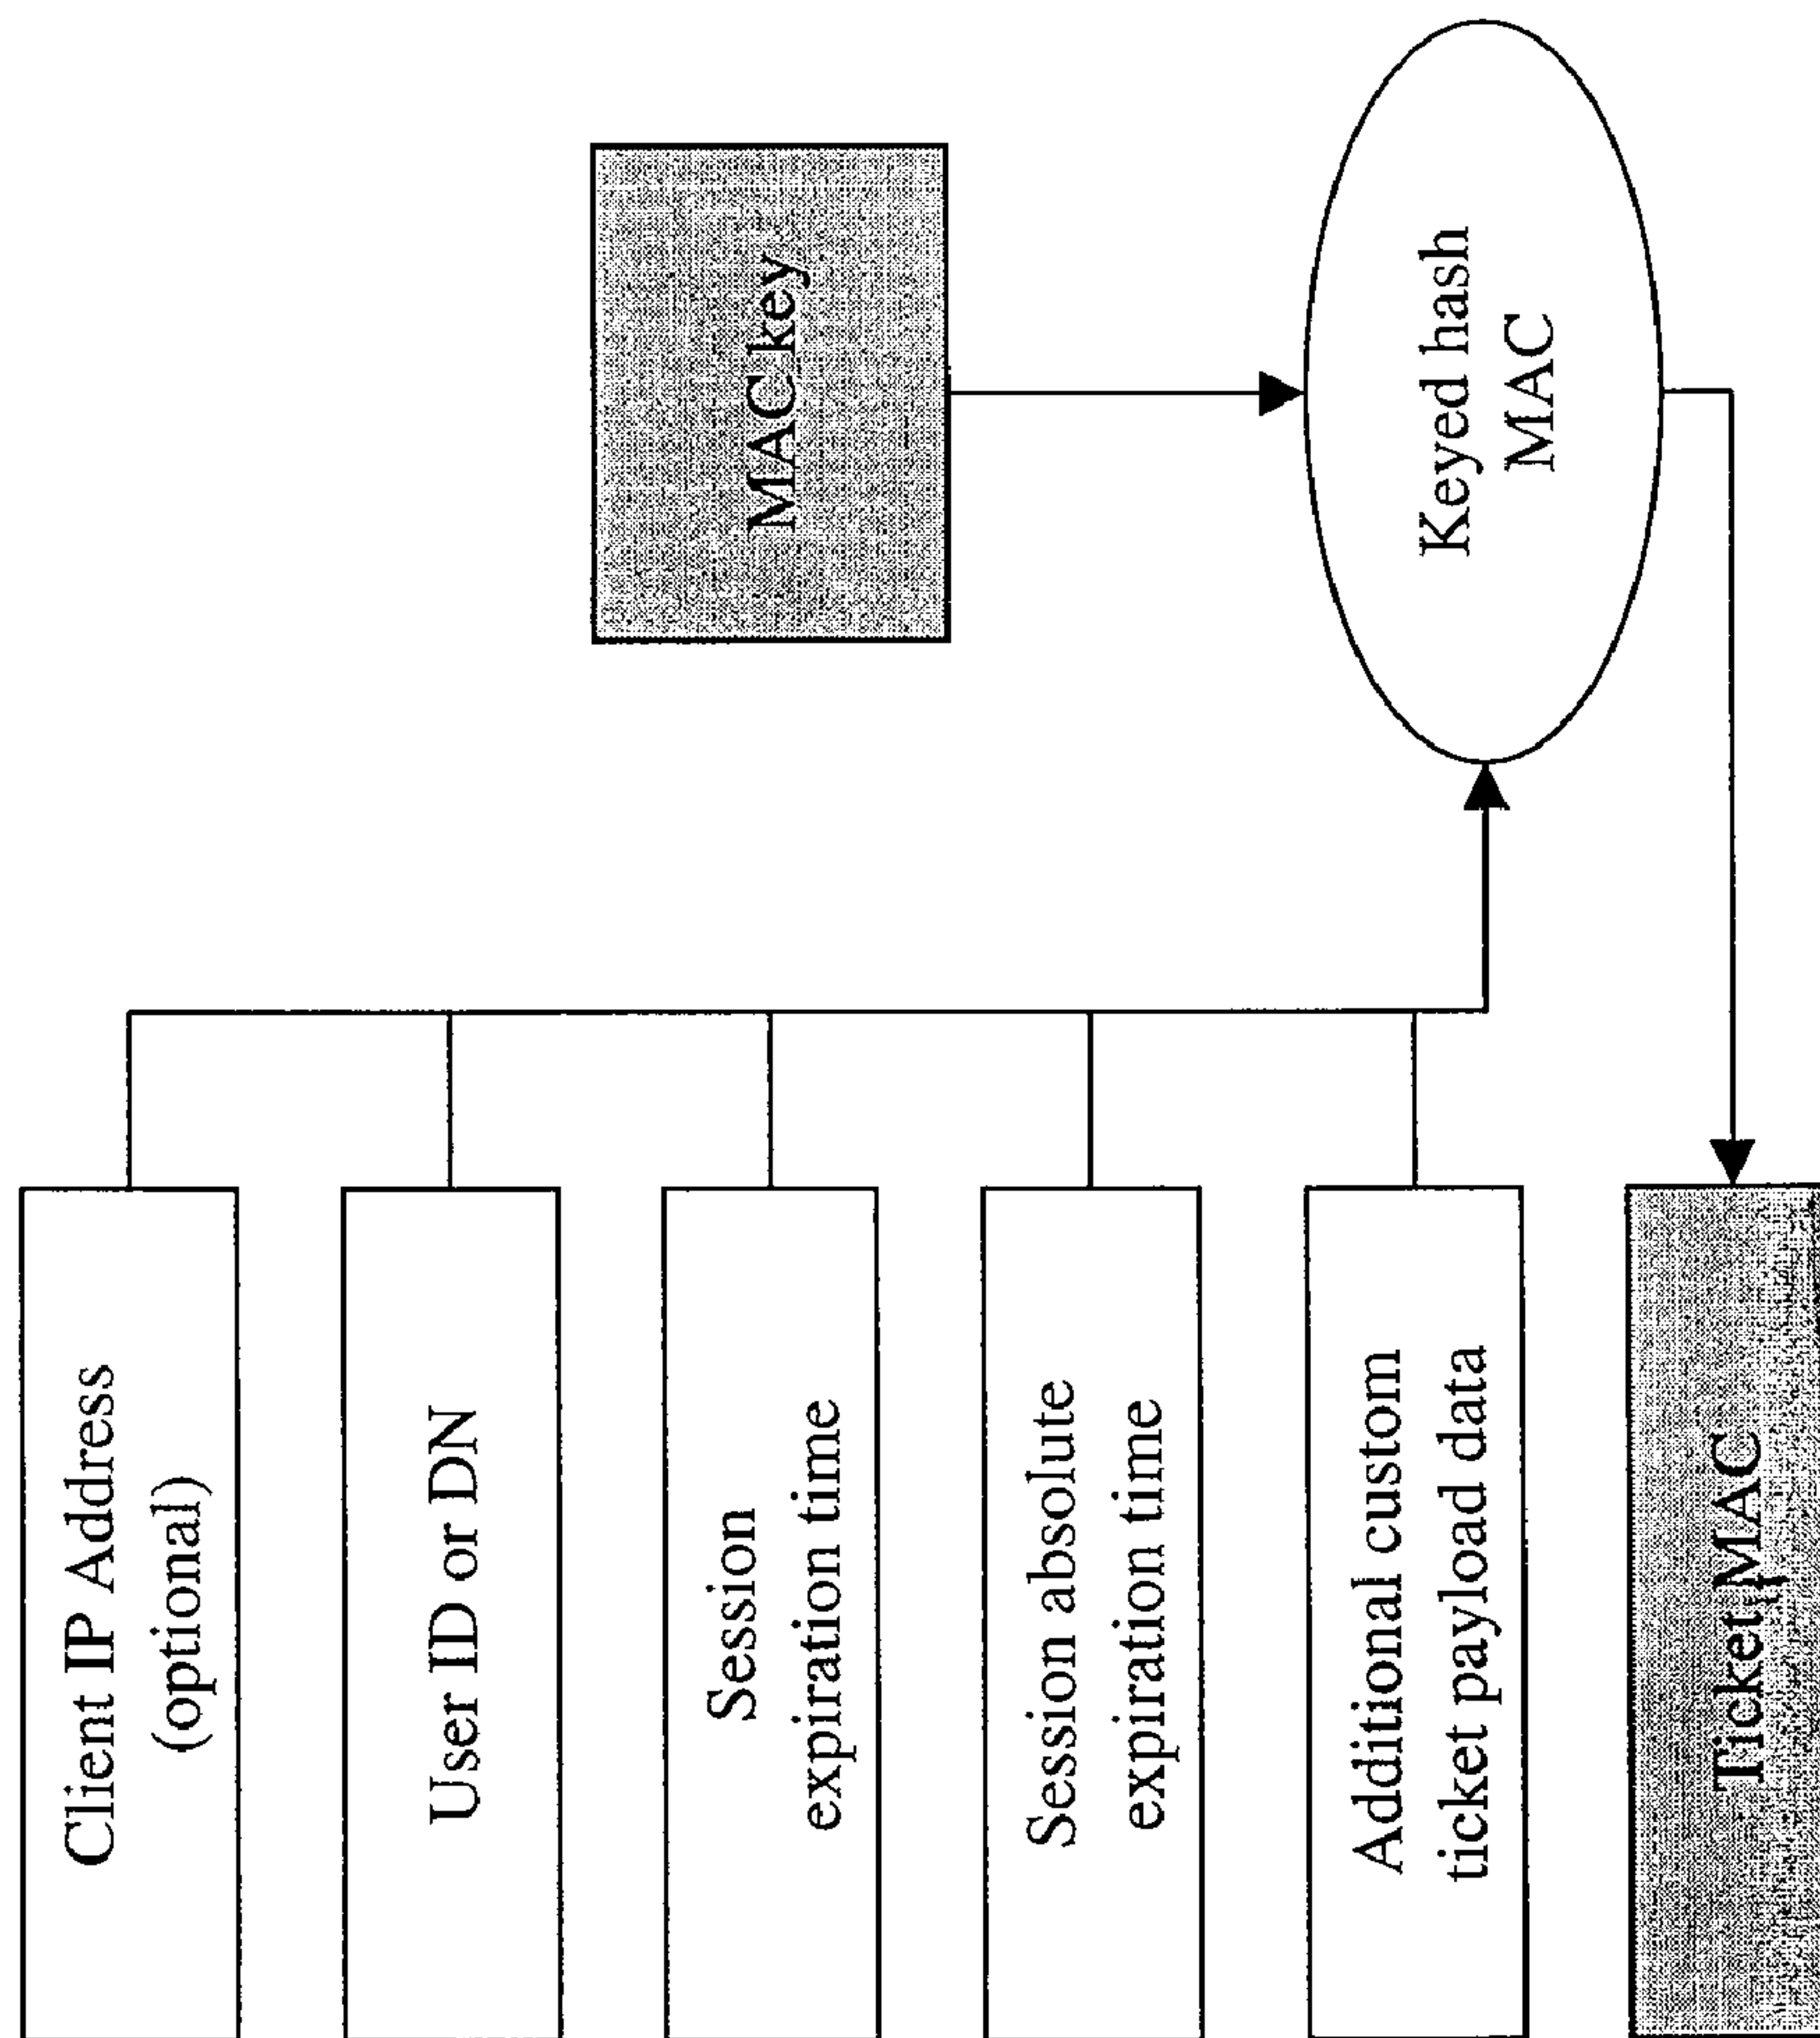 Client IP Address
(optional)
User ID or DN
Session
expiration time
Session absolute
expiration time
Additional custom
ticket payload data
Ticket MAC
MAC key
Keyed hash
MAC